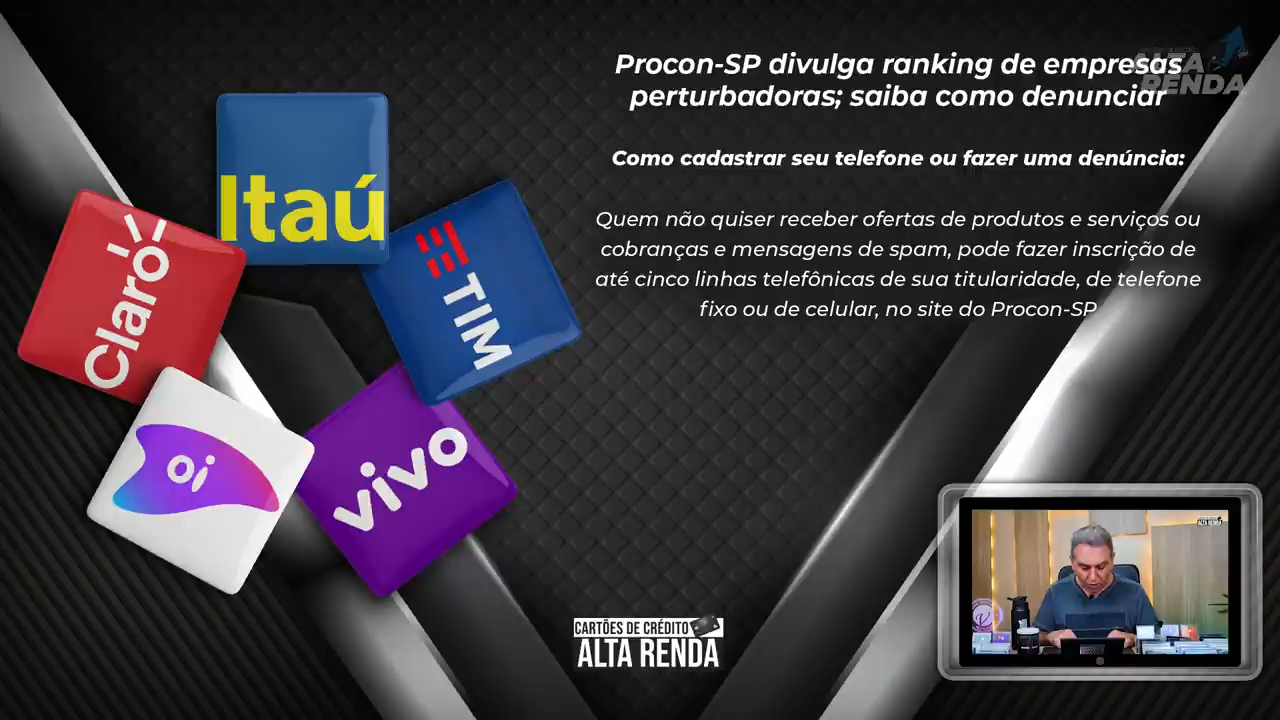 Procon-SP divulga ranking de empresas
perturbadoras; saiba como denunciar
ALTA
RENDA
Como cadastrar seu telefone ou fazer uma denúncia:
Quem não quiser receber ofertas de produtos e serviços ou
cobranças e mensagens de spam, pode fazer inscrição de
até cinco linhas telefônicas de sua titularidade, de telefone
fixo ou de celular, no site do Procon-SP
Itaú
Claro
TIM
oi
vivo
CARTÕES DE CRÉDITO
ALTA RENDA